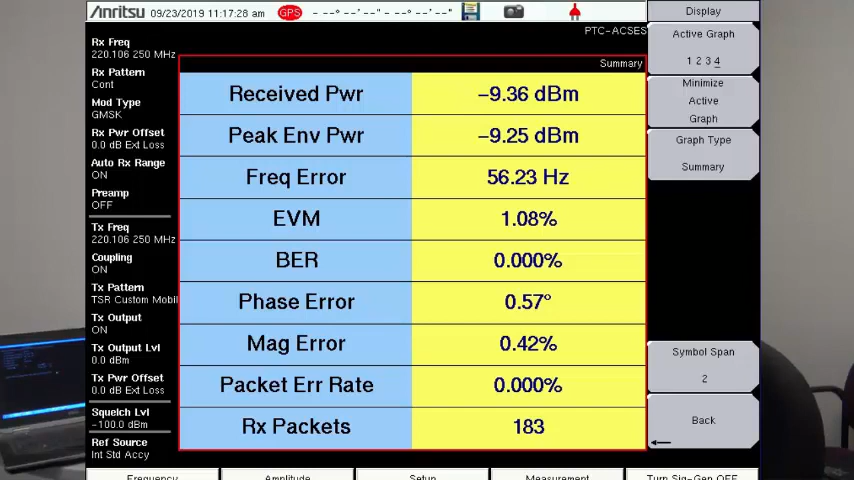 Anritsu 09/23/2019 11:17:28 am GPS - --°--'--.--" - --°--'--.--"
PTC-ACSES
Rx Freq
220.106 250 MHz
Rx Pattern
Cont
Mod Type
GMSK
Rx Pwr Offset
0.0 dB Ext Loss
Auto Rx Range
ON
Preamp
OFF
Tx Freq
220.106 250 MHz
Coupling
ON
Tx Pattern
TSR Custom Mobil
Tx Output
ON
Tx Output Lvl
0.0 dBm
Tx Pwr Offset
0.0 dB Ext Loss
Squelch Lvl
-100.0 dBm
Ref Source
Int Std Accy
Summary
Received Pwr -9.36 dBm
Peak Env Pwr -9.25 dBm
Freq Error 56.23 Hz
EVM 1.08%
BER 0.000%
Phase Error 0.57°
Mag Error 0.42%
Packet Err Rate 0.000%
Rx Packets 183
Display
Active Graph
1 2 3 4
Minimize
Active
Graph
Graph Type
Summary
Symbol Span
2
Back
Frequency Amplitude Setup Measurement Turn Sig-Gen OFF